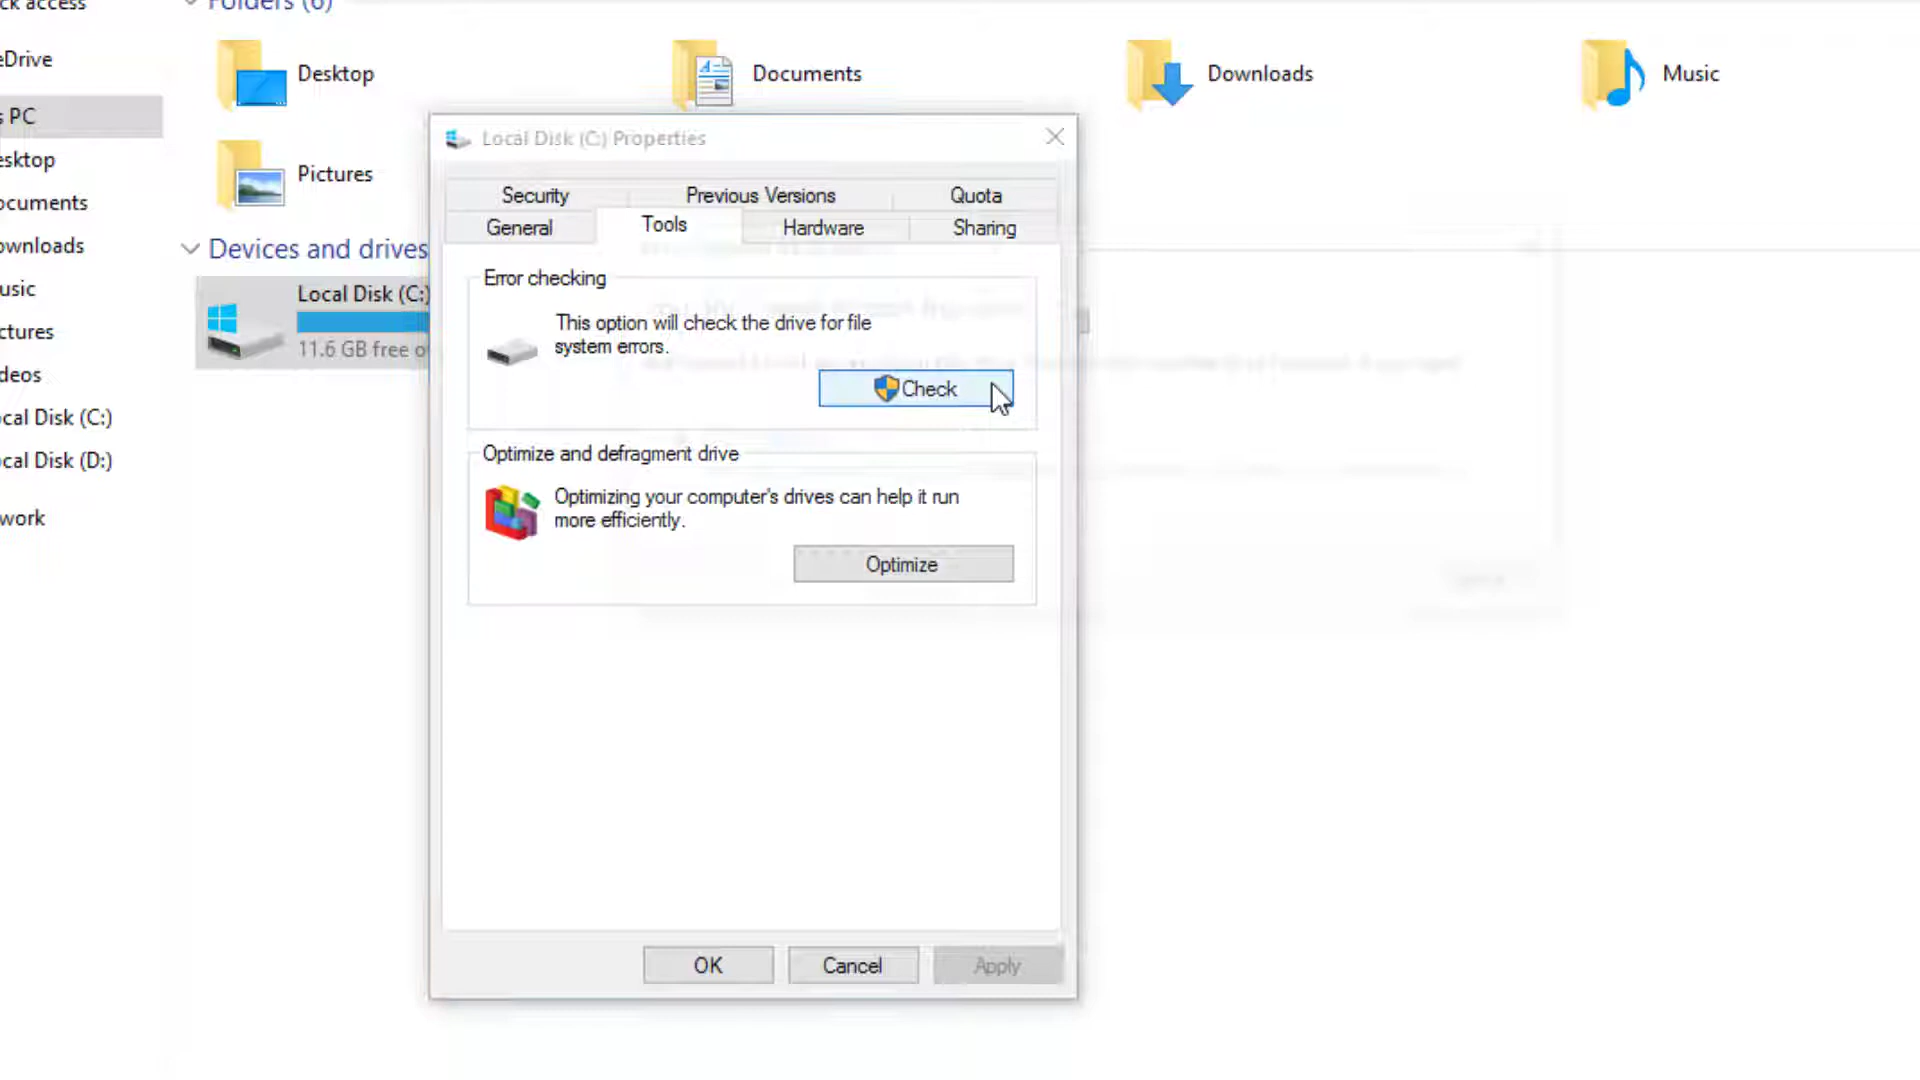 ck access
eDrive
s PC
esktop
ocuments
ownloads
usic
ctures
deos
cal Disk (C:)
cal Disk (D:)
work
Folders (6)
Desktop
Documents
Downloads
Music
Pictures
Devices and drives
Local Disk (C:)
11.6 GB free o
Local Disk (C:) Properties
Security
Previous Versions
Quota
General
Tools
Hardware
Sharing
Error checking
This option will check the drive for file
system errors.
Check
Optimize and defragment drive
Optimizing your computer's drives can help it run
more efficiently.
Optimize
OK
Cancel
Apply